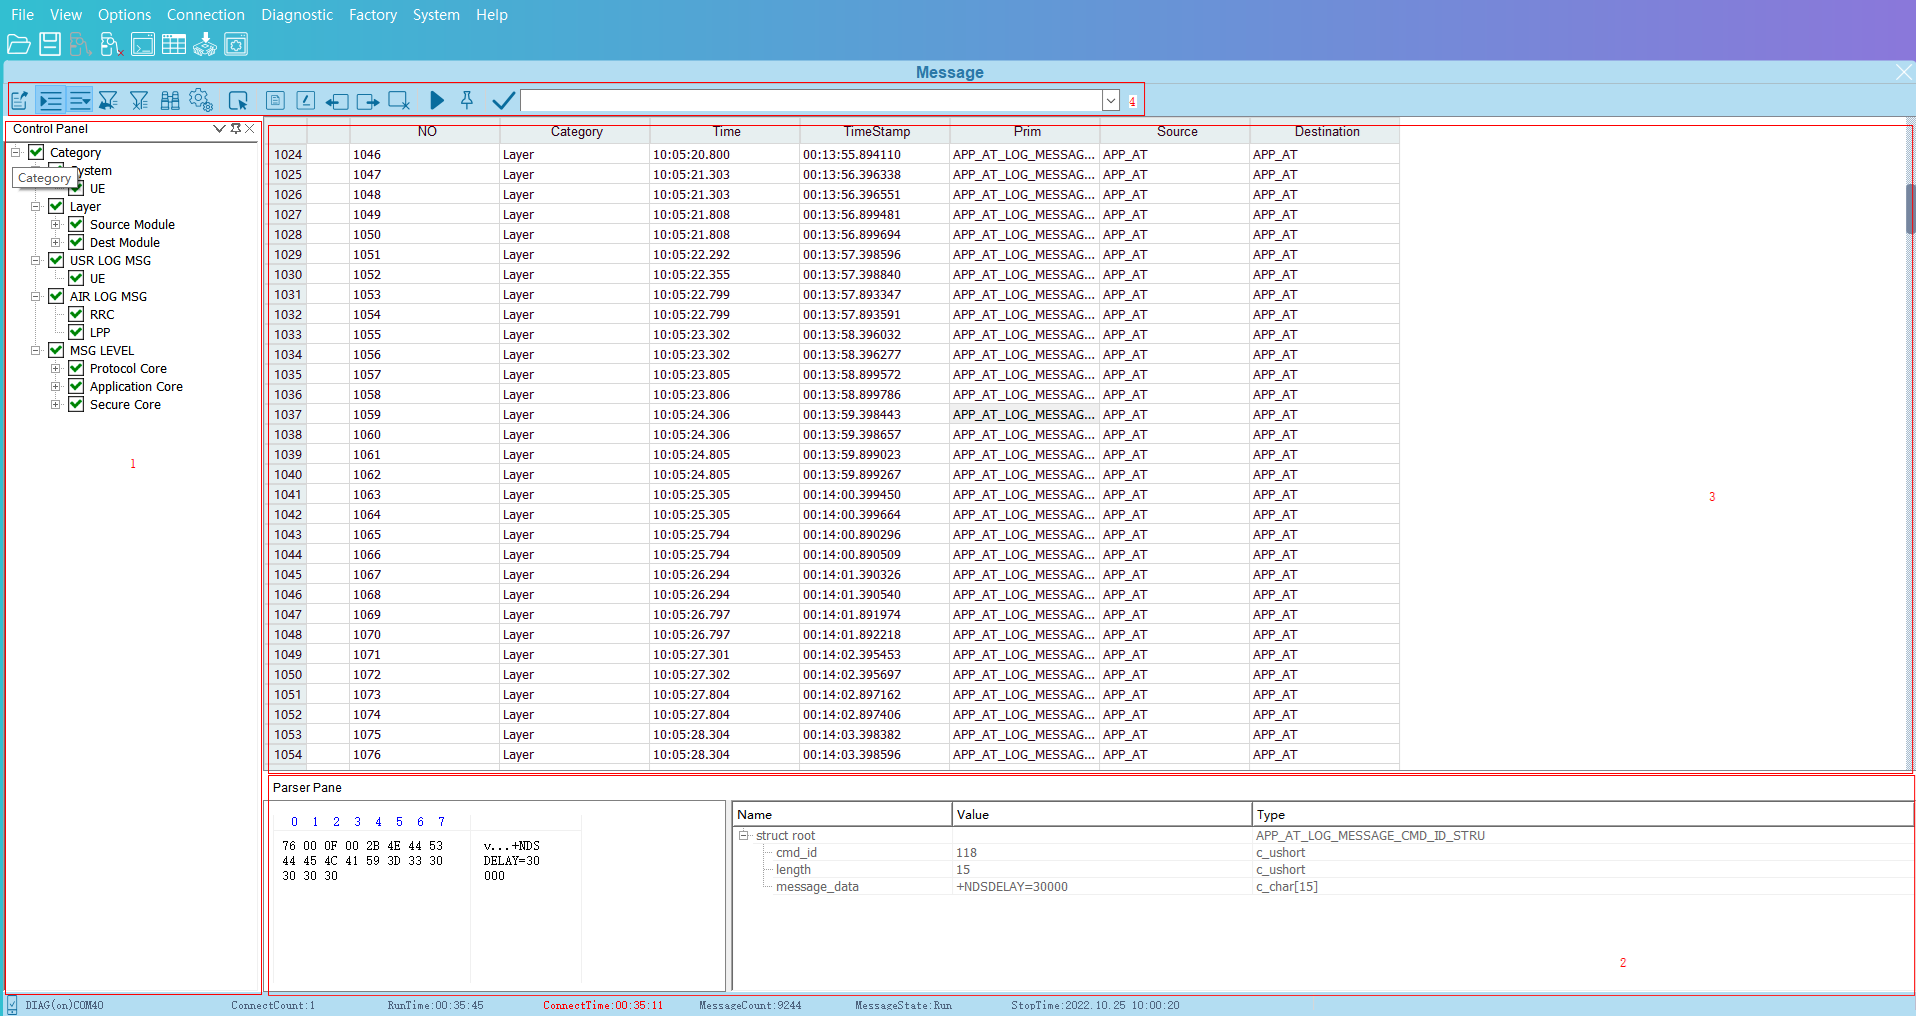 File View Options Connection Diagnostic Factory System Help
Message
4
Control Panel
Category
System
Category
UE
Layer
Source Module
Dest Module
USR LOG MSG
UE
AIR LOG MSG
RRC
LPP
MSG LEVEL
Protocol Core
Application Core
Secure Core
1
NO Category Time TimeStamp Prim Source Destination
1024 1046 Layer 10:05:20.800 00:13:55.894110 APP_AT_LOG_MESSAG... APP_AT APP_AT
1025 1047 Layer 10:05:21.303 00:13:56.396338 APP_AT_LOG_MESSAG... APP_AT APP_AT
1026 1048 Layer 10:05:21.303 00:13:56.396551 APP_AT_LOG_MESSAG... APP_AT APP_AT
1027 1049 Layer 10:05:21.808 00:13:56.899481 APP_AT_LOG_MESSAG... APP_AT APP_AT
1028 1050 Layer 10:05:21.808 00:13:56.899694 APP_AT_LOG_MESSAG... APP_AT APP_AT
1029 1051 Layer 10:05:22.292 00:13:57.398596 APP_AT_LOG_MESSAG... APP_AT APP_AT
1030 1052 Layer 10:05:22.355 00:13:57.398840 APP_AT_LOG_MESSAG... APP_AT APP_AT
1031 1053 Layer 10:05:22.799 00:13:57.893347 APP_AT_LOG_MESSAG... APP_AT APP_AT
1032 1054 Layer 10:05:22.799 00:13:57.893591 APP_AT_LOG_MESSAG... APP_AT APP_AT
1033 1055 Layer 10:05:23.302 00:13:58.396032 APP_AT_LOG_MESSAG... APP_AT APP_AT
1034 1056 Layer 10:05:23.302 00:13:58.396277 APP_AT_LOG_MESSAG... APP_AT APP_AT
1035 1057 Layer 10:05:23.805 00:13:58.899572 APP_AT_LOG_MESSAG... APP_AT APP_AT
1036 1058 Layer 10:05:23.806 00:13:58.899786 APP_AT_LOG_MESSAG... APP_AT APP_AT
1037 1059 Layer 10:05:24.306 00:13:59.398443 APP_AT_LOG_MESSAG... APP_AT APP_AT
1038 1060 Layer 10:05:24.306 00:13:59.398657 APP_AT_LOG_MESSAG... APP_AT APP_AT
1039 1061 Layer 10:05:24.805 00:13:59.899023 APP_AT_LOG_MESSAG... APP_AT APP_AT
1040 1062 Layer 10:05:24.805 00:13:59.899267 APP_AT_LOG_MESSAG... APP_AT APP_AT
1041 1063 Layer 10:05:25.305 00:14:00.399450 APP_AT_LOG_MESSAG... APP_AT APP_AT
1042 1064 Layer 10:05:25.305 00:14:00.399664 APP_AT_LOG_MESSAG... APP_AT APP_AT
1043 1065 Layer 10:05:25.794 00:14:00.890296 APP_AT_LOG_MESSAG... APP_AT APP_AT
1044 1066 Layer 10:05:25.794 00:14:00.890509 APP_AT_LOG_MESSAG... APP_AT APP_AT
1045 1067 Layer 10:05:26.294 00:14:01.390326 APP_AT_LOG_MESSAG... APP_AT APP_AT
1046 1068 Layer 10:05:26.294 00:14:01.390540 APP_AT_LOG_MESSAG... APP_AT APP_AT
1047 1069 Layer 10:05:26.797 00:14:01.891974 APP_AT_LOG_MESSAG... APP_AT APP_AT
1048 1070 Layer 10:05:26.797 00:14:01.892218 APP_AT_LOG_MESSAG... APP_AT APP_AT
1049 1071 Layer 10:05:27.301 00:14:02.395453 APP_AT_LOG_MESSAG... APP_AT APP_AT
1050 1072 Layer 10:05:27.302 00:14:02.395697 APP_AT_LOG_MESSAG... APP_AT APP_AT
1051 1073 Layer 10:05:27.804 00:14:02.897162 APP_AT_LOG_MESSAG... APP_AT APP_AT
1052 1074 Layer 10:05:27.804 00:14:02.897406 APP_AT_LOG_MESSAG... APP_AT APP_AT
1053 1075 Layer 10:05:28.304 00:14:03.398382 APP_AT_LOG_MESSAG... APP_AT APP_AT
1054 1076 Layer 10:05:28.304 00:14:03.398596 APP_AT_LOG_MESSAG... APP_AT APP_AT
3
Parser Pane
0 1 2 3 4 5 6 7
76 00 0F 00 2B 4E 44 53 v...+NDS
44 45 4C 41 59 3D 33 30 DELAY=30
30 30 30 000
Name Value Type
struct root APP_AT_LOG_MESSAGE_CMD_ID_STRU
cmd_id 118 c_ushort
length 15 c_ushort
message_data +NDSDELAY=30000 c_char[15]
2
DIAG(on)COM40 ConnectCount:1 RunTime:00:35:45 ConnectTime:00:35:11 MessageCount:9244 MessageState:Run StopTime:2022.10.25 10:00:20